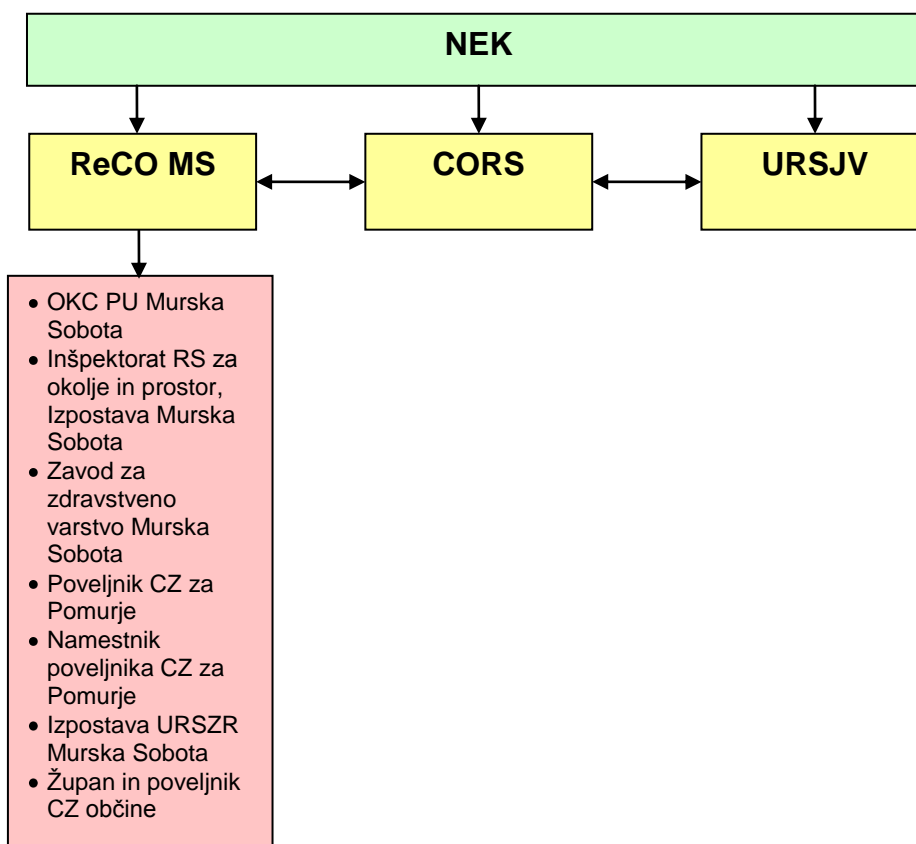 NEK
ReCO MS
CORS
URSJV
• OKC PU Murska
Sobota
• Inšpektorat RS za
okolje in prostor,
Izpostava Murska
Sobota
• Zavod za
zdravstveno
varstvo Murska
Sobota
• Poveljnik CZ za
Pomurje
• Namestnik
poveljnika CZ za
Pomurje
• Izpostava URSZR
Murska Sobota
• Župan in poveljnik
CZ občine